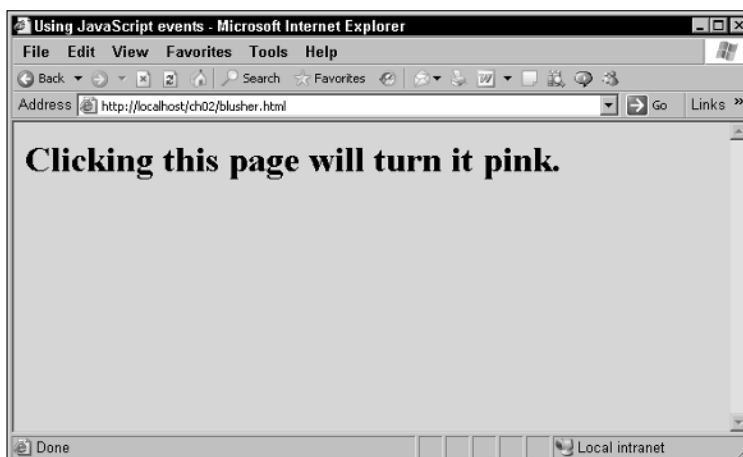 Using JavaScript events - Microsoft Internet Explorer
File Edit View Favorites Tools Help
Back Search Favorites W
Address http://localhost/ch02/blusher.html Go Links »
Clicking this page will turn it pink.
Done Local intranet